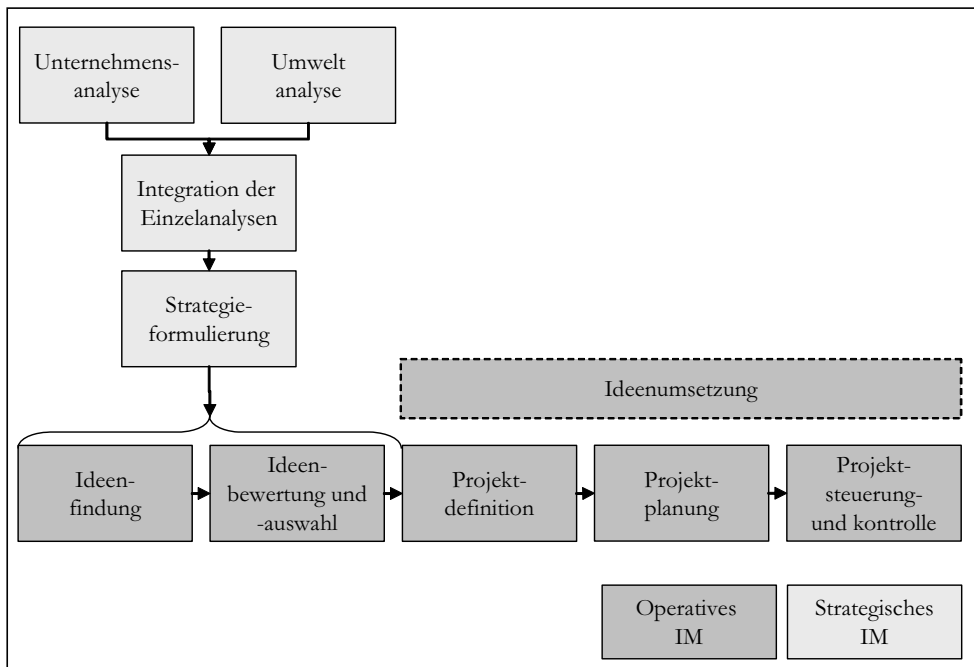 Unternehmens-
analyse
Umwelt
analyse
Integration der
Einzelanalysen
Strategie-
formulierung
Ideenumsetzung
Ideen-
findung
Ideen-
bewertung und
-auswahl
Projekt-
definition
Projekt-
planung
Projekt-
steuerung-
und kontrolle
Operatives
IM
Strategisches
IM